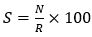 S = N/R × 100